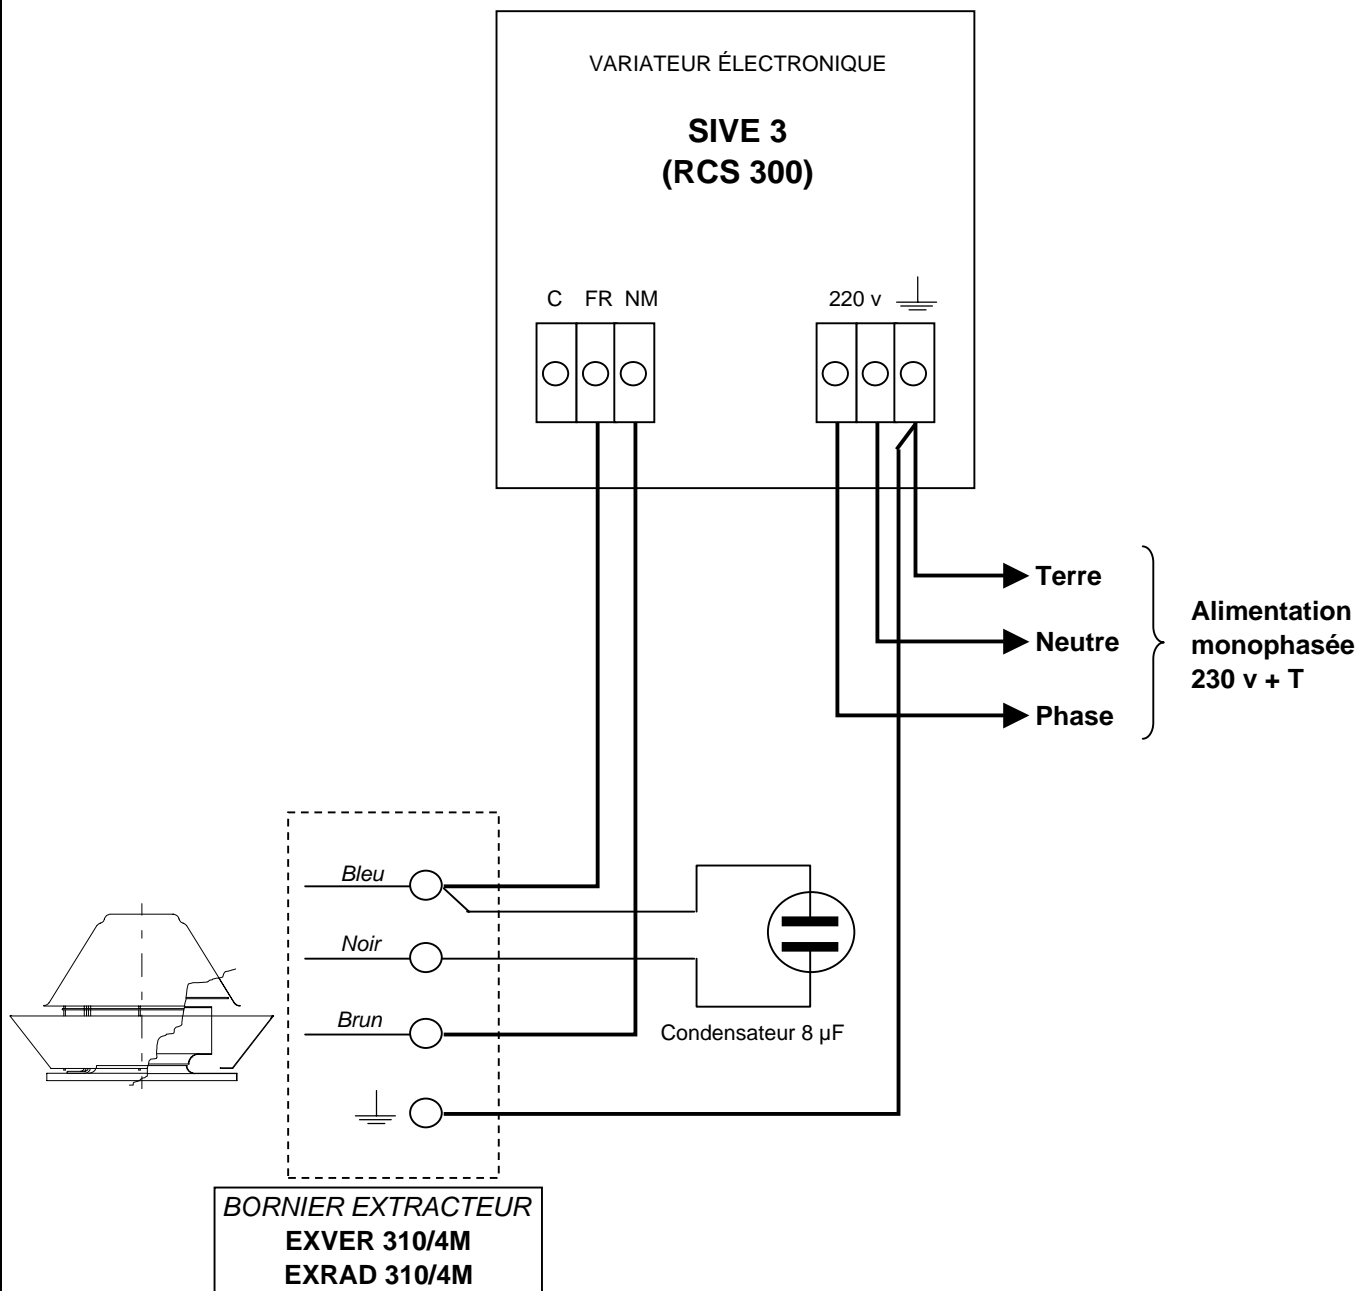 VARIATEUR ÉLECTRONIQUE
SIVE 3
(RCS 300)
C FR NM
220 v
Terre
Neutre
Phase
Alimentation
monophasée
230 v + T
Bleu
Noir
Brun
Condensateur 8 µF
BORNIER EXTRACTEUR
EXVER 310/4M
EXRAD 310/4M